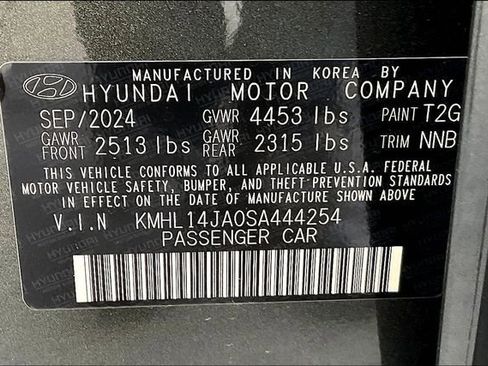 MANUFACTURED IN KOREA BY
HYUNDAI MOTOR COMPANY
SEP/2024 GVWR 4453 lbs PAINT T2G
GAWR FRONT 2513 lbs GAWR REAR 2315 lbs TRIM NNB
THIS VEHICLE CONFORMS TO ALL APPLICABLE U.S.A. FEDERAL
MOTOR VEHICLE SAFETY, BUMPER, AND THEFT PREVENTION STANDARDS
IN EFFECT ON THE DATE OF MANUFACTURE SHOWN ABOVE.
V.I.N KMHL14JA0SA444254
PASSENGER CAR